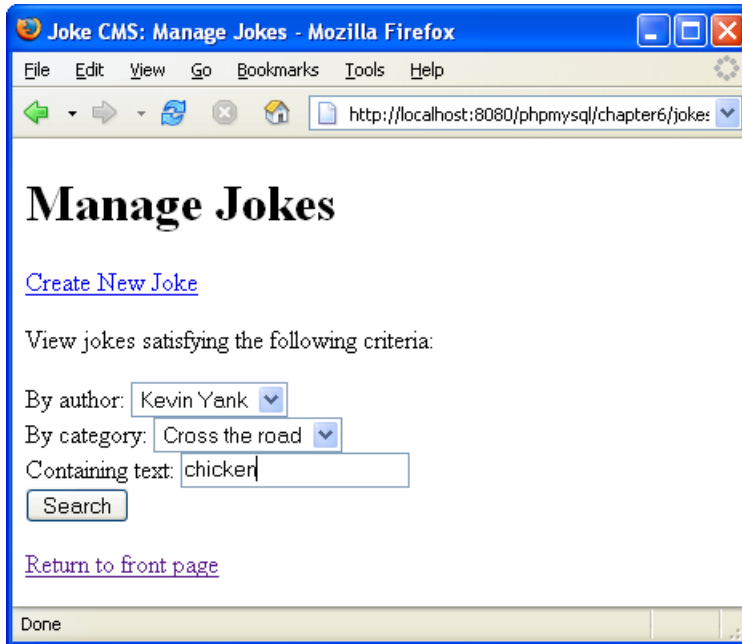 Joke CMS: Manage Jokes - Mozilla Firefox
File Edit View Go Bookmarks Tools Help
http://localhost:8080/phpmysql/chapter6/jokes
Manage Jokes
Create New Joke
View jokes satisfying the following criteria:
By author: Kevin Yank
By category: Cross the road
Containing text: chicken
Search
Return to front page
Done